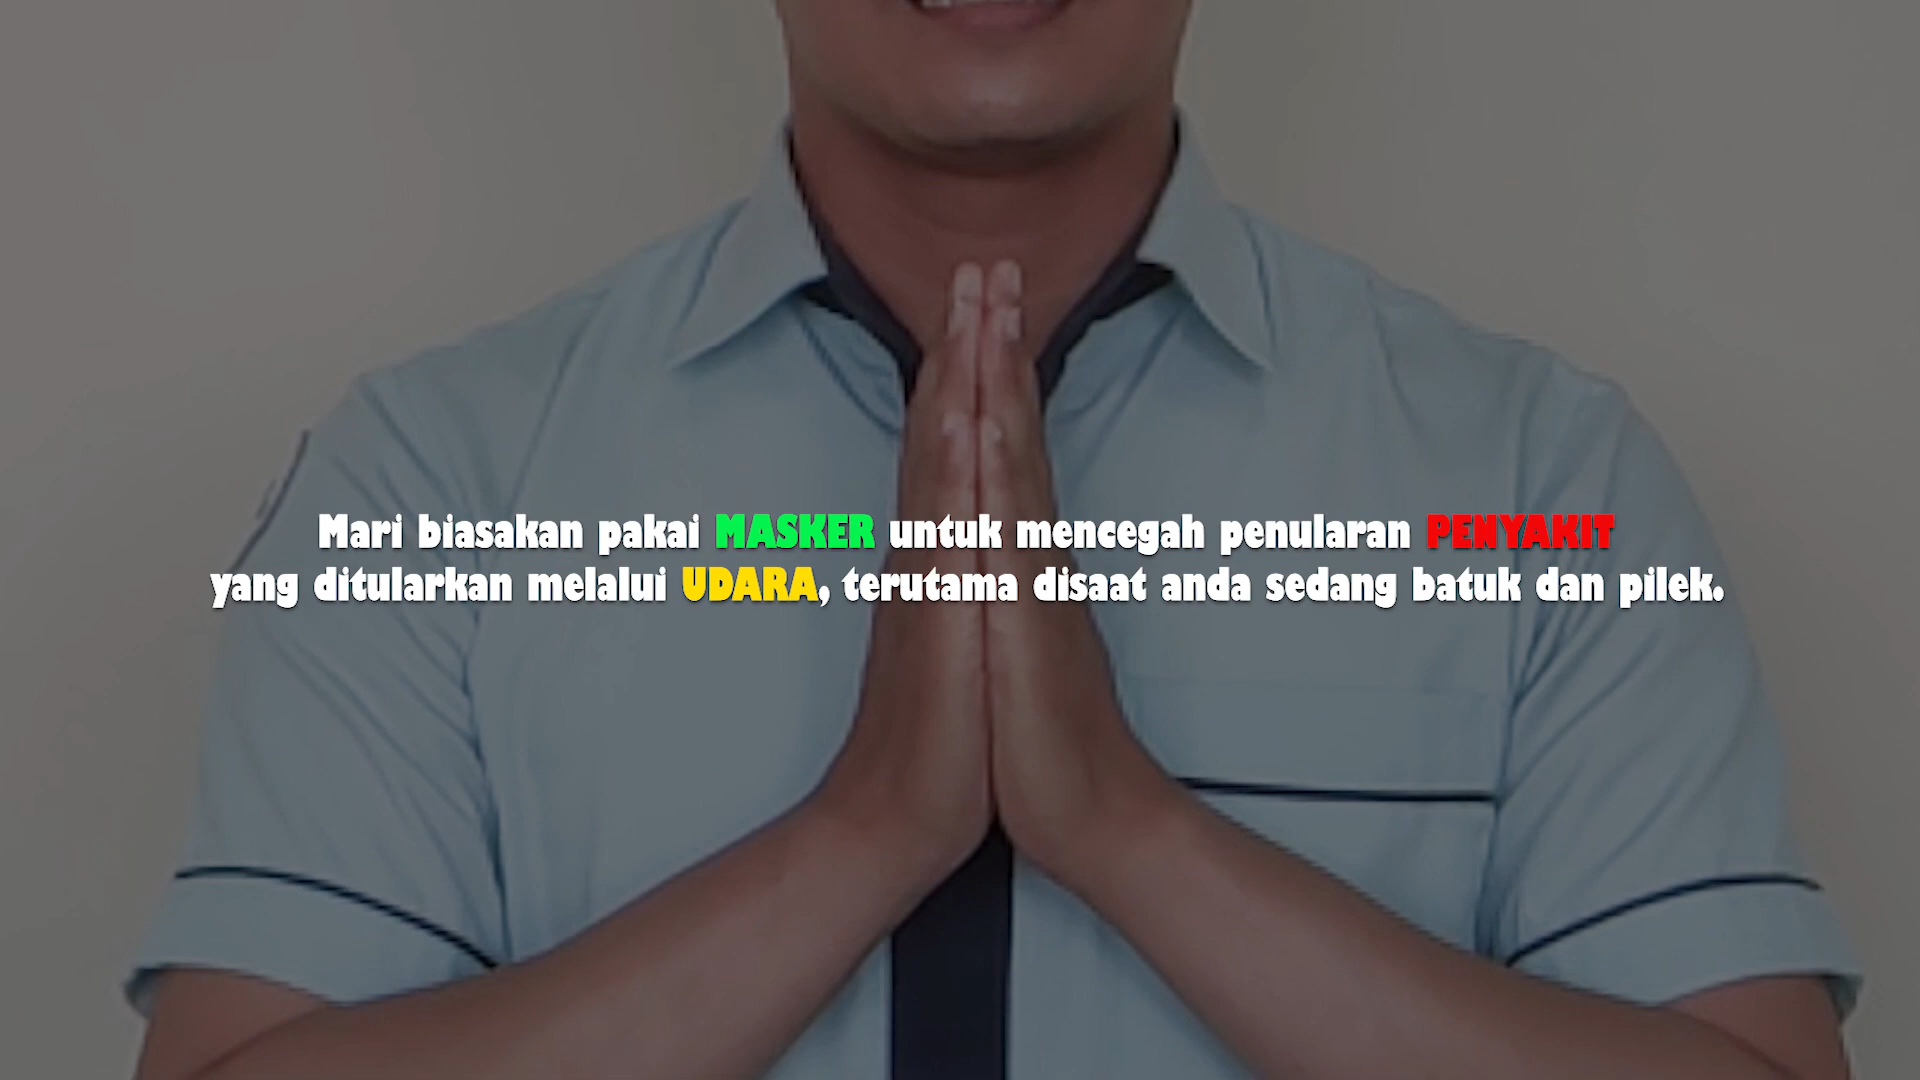 Mari biasakan pakai MASKER untuk mencegah penularan PENYAKIT
yang ditularkan melalui UDARA, terutama disaat anda sedang batuk dan pilek.